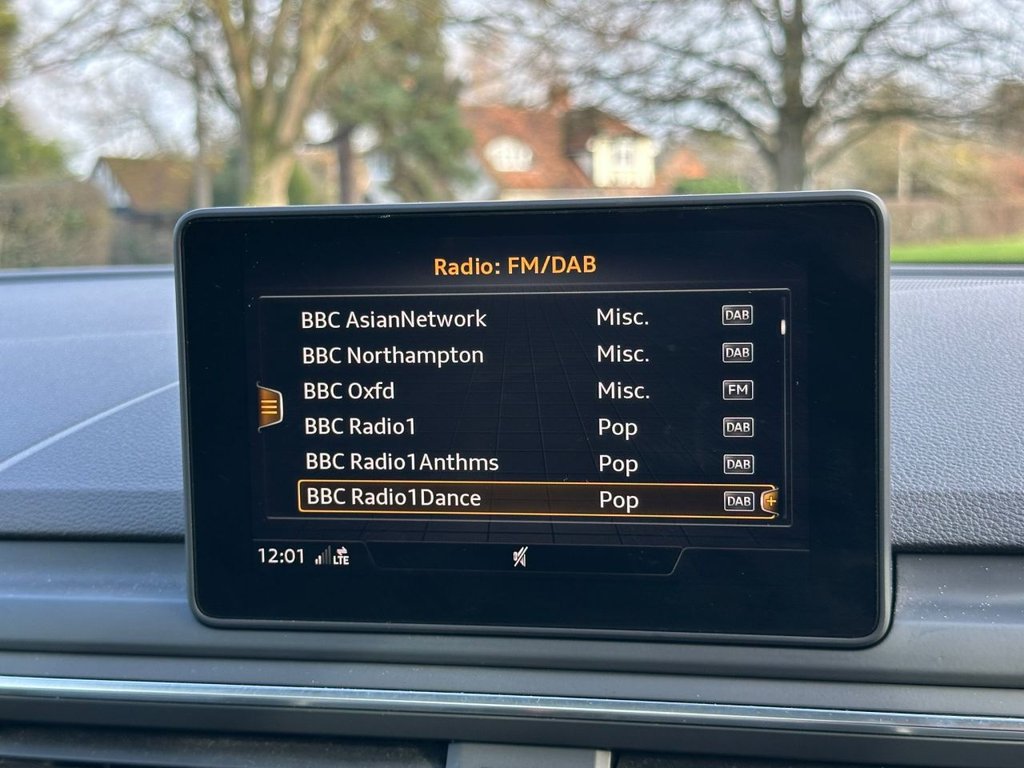 Radio: FM/DAB
BBC AsianNetwork Misc. DAB
BBC Northampton Misc. DAB
BBC Oxfd Misc. FM
BBC Radio1 Pop DAB
BBC Radio1Anthms Pop DAB
BBC Radio1Dance Pop DAB +
12:01 LTE